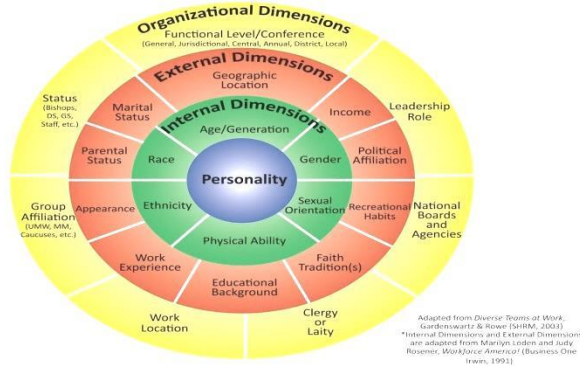 Organizational Dimensions
Functional Level/Conference
(General, Jurisdictional, Central, Annual, District, Local)
External Dimensions
Geographic
Location
Status
(Bishops,
DS, GS,
Staff, etc.)
Marital
Status
Income
Leadership
Role
Internal Dimensions
Age/Generation
Parental
Status
Race
Gender
Political
Affiliation
Personality
Group
Affiliation
(UMW, MM,
Caucuses, etc.)
Appearance
Ethnicity
Sexual
Orientation
Recreational
Habits
National
Boards and
Agencies
Physical Ability
Work
Experience
Educational
Background
Faith
Tradition(s)
Work
Location
Clergy
or
Laity
Adapted from Diverse Teams at Work,
Gardenswartz & Rowe (SHRM, 2003)
*Internal Dimensions and External Dimensions
are adapted from Marilyn Loden and Judy
Rosener, Workforce America! (Business One
Irwin, 1991)